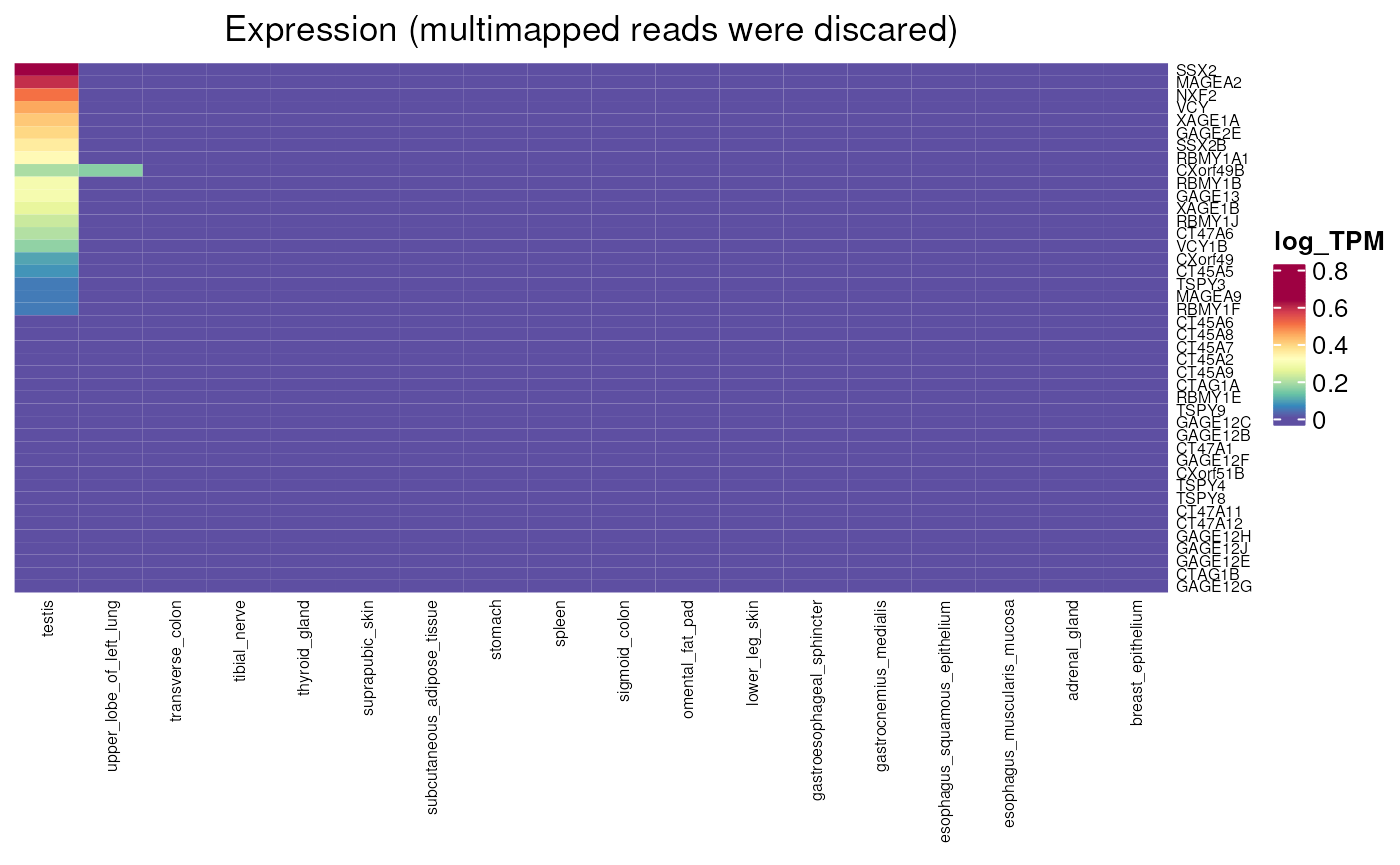 Expression (multimapped reads were discared)
SSX2
MAGEA2
NXF2
VCY
XAGE1A
GAGE2E
SSX2B
RBMY1A1
CXorf49B
RBMY1B
GAGE13
XAGE1B
RBMY1J
CT47A6
VCY1B
CXorf49
CT45A5
TSPY3
MAGEA9
RBMY1F
CT45A6
CT45A8
CT45A7
CT45A2
CT45A9
CTAG1A
RBMY1E
TSPY9
GAGE12C
GAGE12B
CT47A1
GAGE12F
CXorf51B
TSPY4
TSPY8
CT47A11
CT47A12
GAGE12H
GAGE12J
GAGE12E
CTAG1B
GAGE12G
log_TPM
0.8
0.6
0.4
0.2
0
testis
upper_lobe_of_left_lung
transverse_colon
tibial_nerve
thyroid_gland
suprapubic_skin
subcutaneous_adipose_tissue
stomach
spleen
sigmoid_colon
omental_fat_pad
lower_leg_skin
gastroesophageal_sphincter
gastrocnemius_medialis
esophagus_squamous_epithelium
esophagus_muscularis_mucosa
adrenal_gland
breast_epithelium